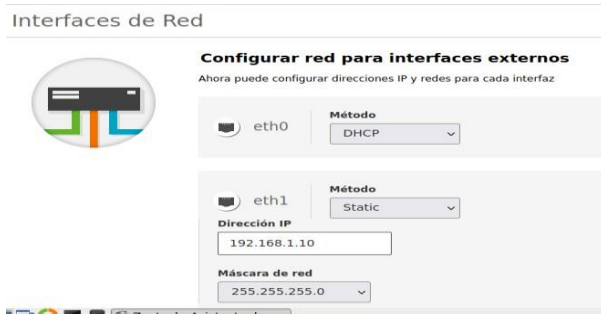 Interfaces de Red
Configurar red para interfaces externos
Ahora puede configurar direcciones IP y redes para cada interfaz
eth0
Método
DHCP
eth1
Método
Static
Dirección IP
192.168.1.10
Máscara de red
255.255.255.0